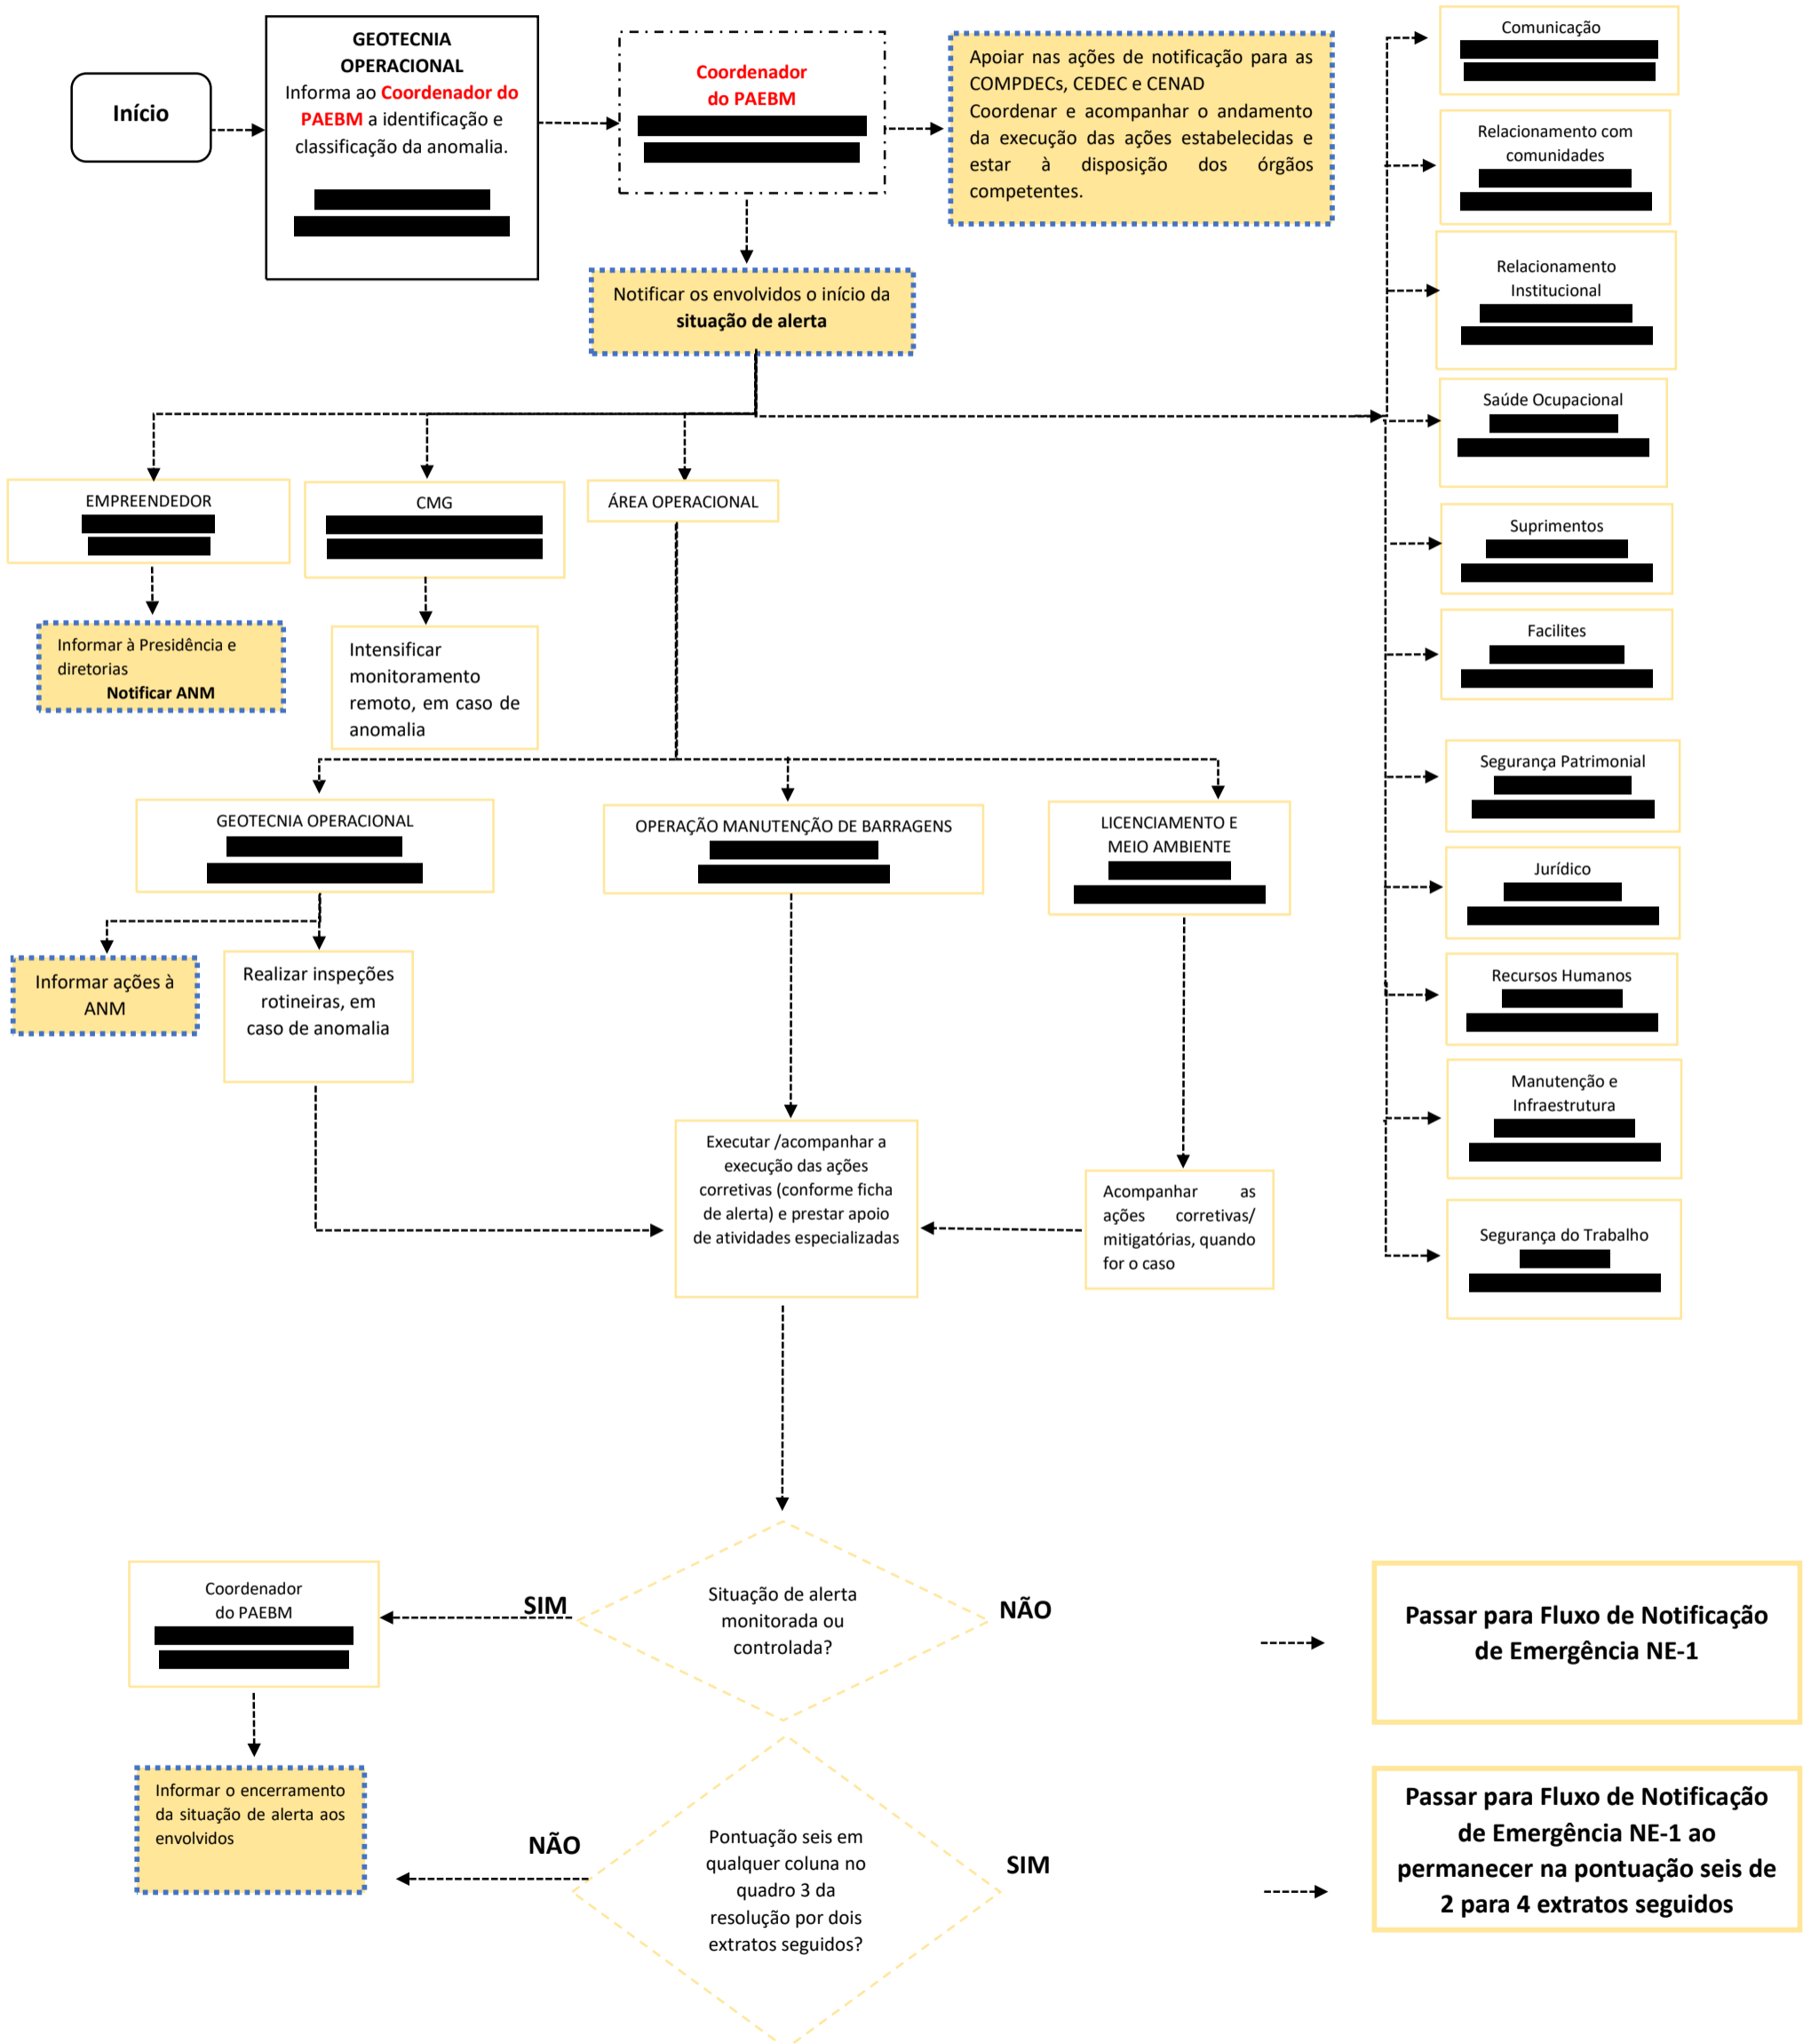 Início
GEOTECNIA
OPERACIONAL
Informa ao Coordenador do
PAEBM a identificação e
classificação da anomalia.
Coordenador
do PAEBM
Apoiar nas ações de notificação para as
COMPDECs, CEDEC e CENAD
Coordenar e acompanhar o andamento
da execução das ações estabelecidas e
estar à disposição dos órgãos
competentes.
Notificar os envolvidos o início da
situação de alerta
Comunicação
Relacionamento com
comunidades
Relacionamento
Institucional
Saúde Ocupacional
Suprimentos
Facilites
Segurança Patrimonial
Jurídico
Recursos Humanos
Manutenção e
Infraestrutura
Segurança do Trabalho
EMPREENDEDOR
CMG
ÁREA OPERACIONAL
Informar à Presidência e
diretorias
Notificar ANM
Intensificar
monitoramento
remoto, em caso de
anomalia
GEOTECNIA OPERACIONAL
OPERAÇÃO MANUTENÇÃO DE BARRAGENS
LICENCIAMENTO E
MEIO AMBIENTE
Informar ações à
ANM
Realizar inspeções
rotineiras, em
caso de anomalia
Executar /acompanhar a
execução das ações
corretivas (conforme ficha
de alerta) e prestar apoio
de atividades especializadas
Acompanhar as
ações corretivas/
mitigatórias, quando
for o caso
Situação de alerta
monitorada ou
controlada?
SIM
NÃO
Coordenador
do PAEBM
Passar para Fluxo de Notificação
de Emergência NE-1
Informar o encerramento
da situação de alerta aos
envolvidos
NÃO
Pontuação seis em
qualquer coluna no
quadro 3 da
resolução por dois
extratos seguidos?
SIM
Passar para Fluxo de Notificação
de Emergência NE-1 ao
permanecer na pontuação seis de
2 para 4 extratos seguidos